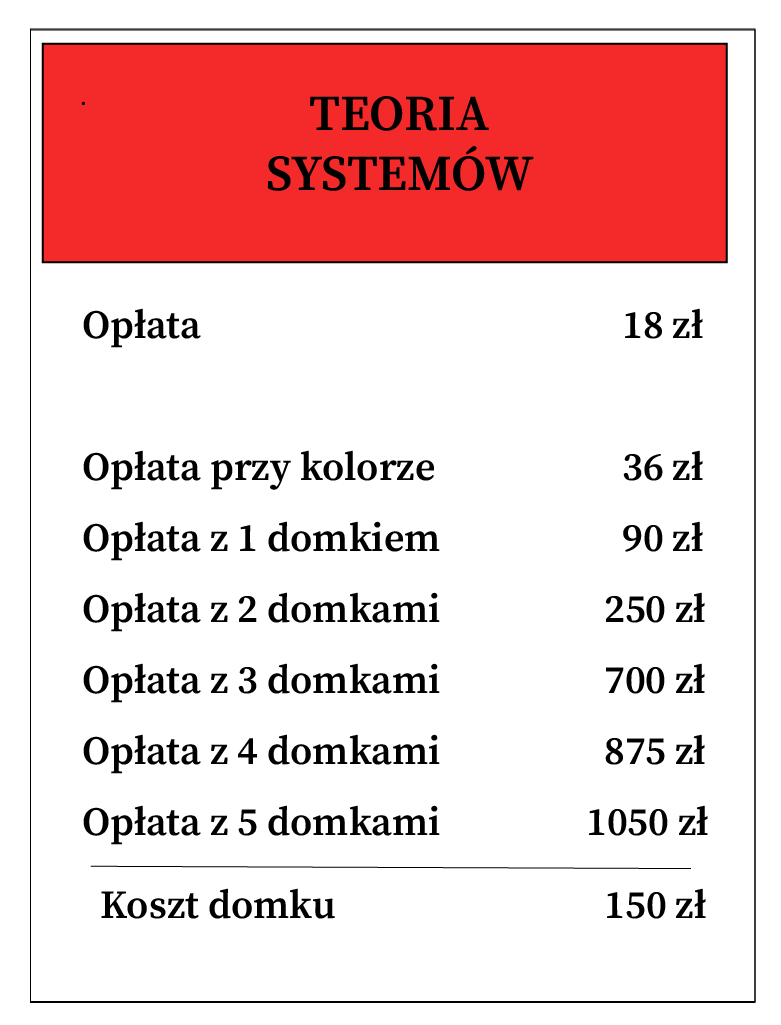 TEORIA
SYSTEMÓW
Opłata 18 zł
Opłata przy kolorze 36 zł
Opłata z 1 domkiem 90 zł
Opłata z 2 domkami 250 zł
Opłata z 3 domkami 700 zł
Opłata z 4 domkami 875 zł
Opłata z 5 domkami 1050 zł
Koszt domku 150 zł